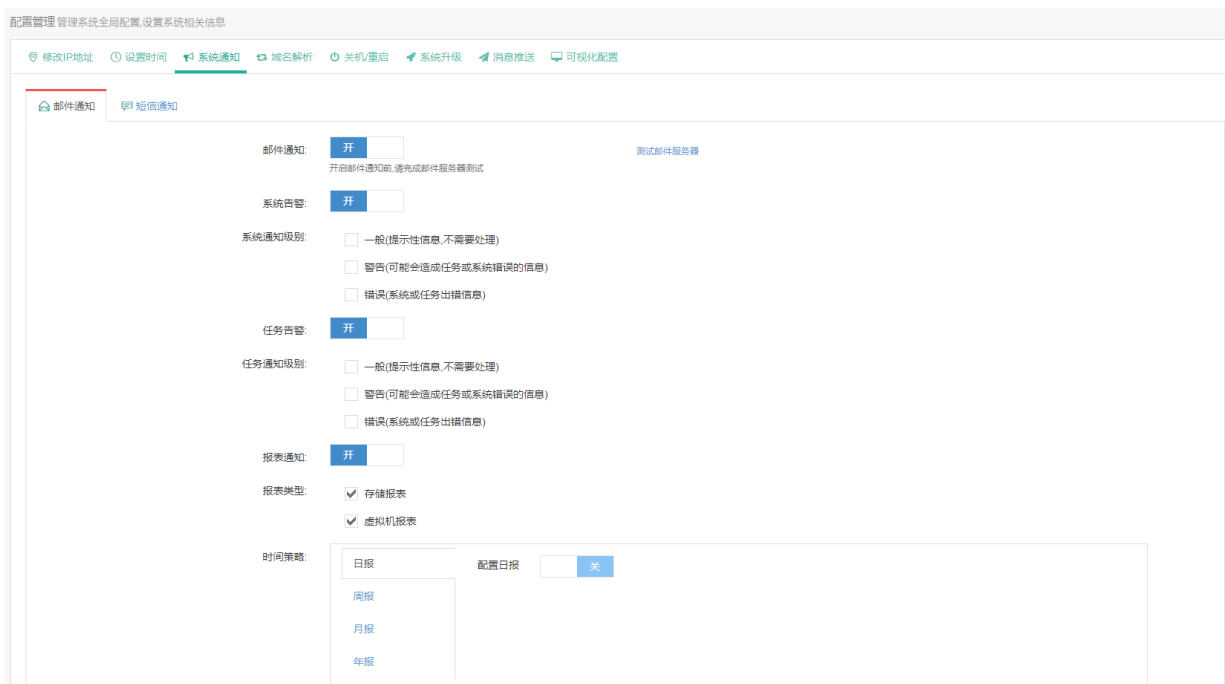 配置管理 管理系统全局配置,设置系统相关信息
修改IP地址 设置时间 系统通知 域名解析 关机/重启 系统升级 消息推送 可视化配置
邮件通知 短信通知
邮件通知: 开 测试邮件服务器
开启邮件通知前,请完成邮件服务器测试
系统告警: 开
系统通知级别: 一般(提示性信息,不需要处理)
警告(可能会造成任务或系统错误的信息)
错误(系统或任务出错信息)
任务告警: 开
任务通知级别: 一般(提示性信息,不需要处理)
警告(可能会造成任务或系统错误的信息)
错误(系统或任务出错信息)
报表通知: 开
报表类型: 存储报表
虚拟机报表
时间策略: 日报 配置日报 关
周报
月报
年报